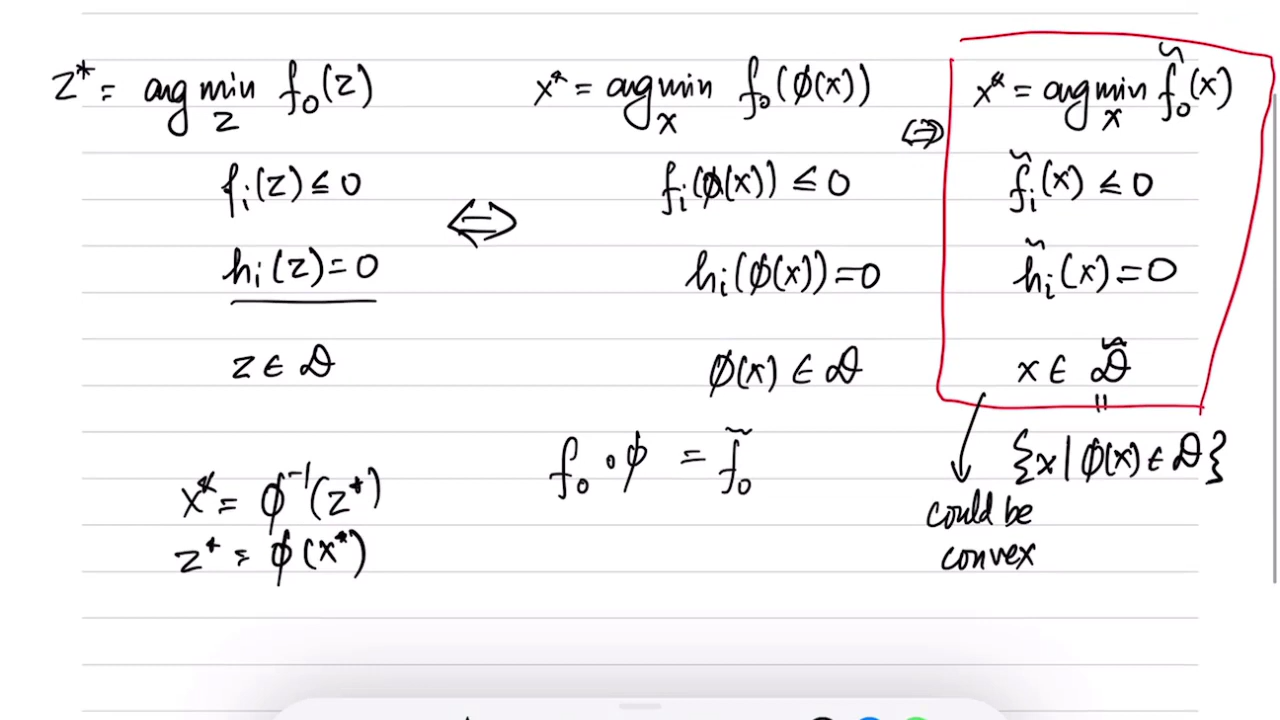 z* = arg min f₀(z)
z
fᵢ(z) ≤ 0
hᵢ(z) = 0
z ∈ 𝒟
x* = ϕ⁻¹(z*)
z* = ϕ(x*)
⇔
x* = arg min f₀(ϕ(x))
x
fᵢ(ϕ(x)) ≤ 0
hᵢ(ϕ(x)) = 0
ϕ(x) ∈ 𝒟
f₀ ∘ ϕ = f̃₀
⇔
x* = arg min f̃₀(x)
x
f̃ᵢ(x) ≤ 0
h̃ᵢ(x) = 0
x ∈ 𝒟̃
=
{x | ϕ(x) ∈ 𝒟}
could be
convex